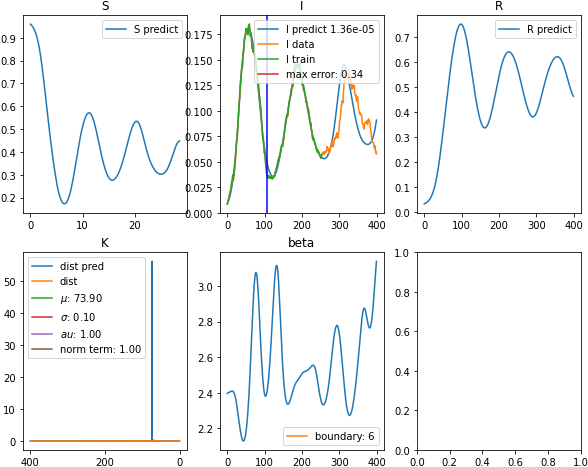 S
I
R
S predict
I predict 1.36e-05
I data
I train
max error: 0.34
R predict
0.9
0.8
0.7
0.6
0.5
0.4
0.3
0.2
0
10
20
0.175
0.150
0.125
0.100
0.075
0.050
0.025
0.000
0 100 200 300 400
0.7
0.6
0.5
0.4
0.3
0.2
0.1
0.0
0 100 200 300 400
K
beta
dist pred
dist
μ: 73.90
σ: 0.10
au: 1.00
norm term: 1.00
50
40
30
20
10
0
400 200 0
3.0
2.8
2.6
2.4
2.2
boundary: 6
0 100 200 300 400
1.0
0.8
0.6
0.4
0.2
0.0
0.0 0.2 0.4 0.6 0.8 1.0